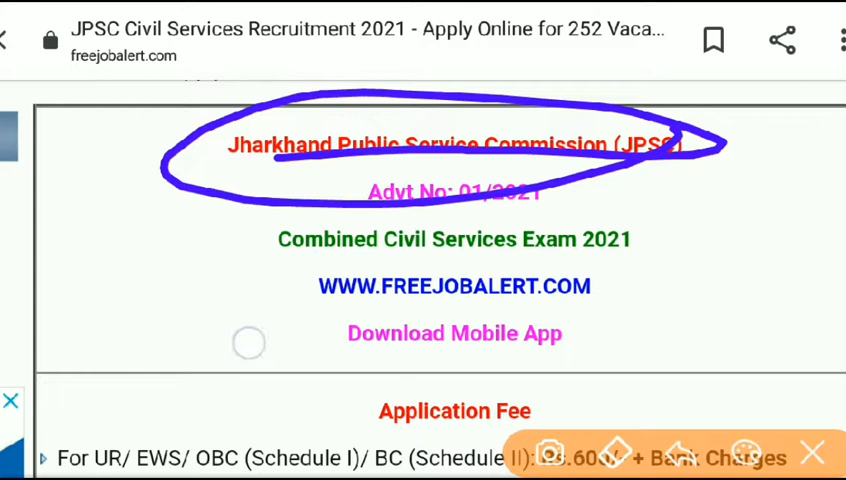 JPSC Civil Services Recruitment 2021 - Apply Online for 252 Vaca...
freejobalert.com
Jharkhand Public Service Commission (JPSC)
Advt No: 01/2021
Combined Civil Services Exam 2021
WWW.FREEJOBALERT.COM
Download Mobile App
Application Fee
For UR/ EWS/ OBC (Schedule I)/ BC (Schedule II): Rs.600/- + Bank Charges